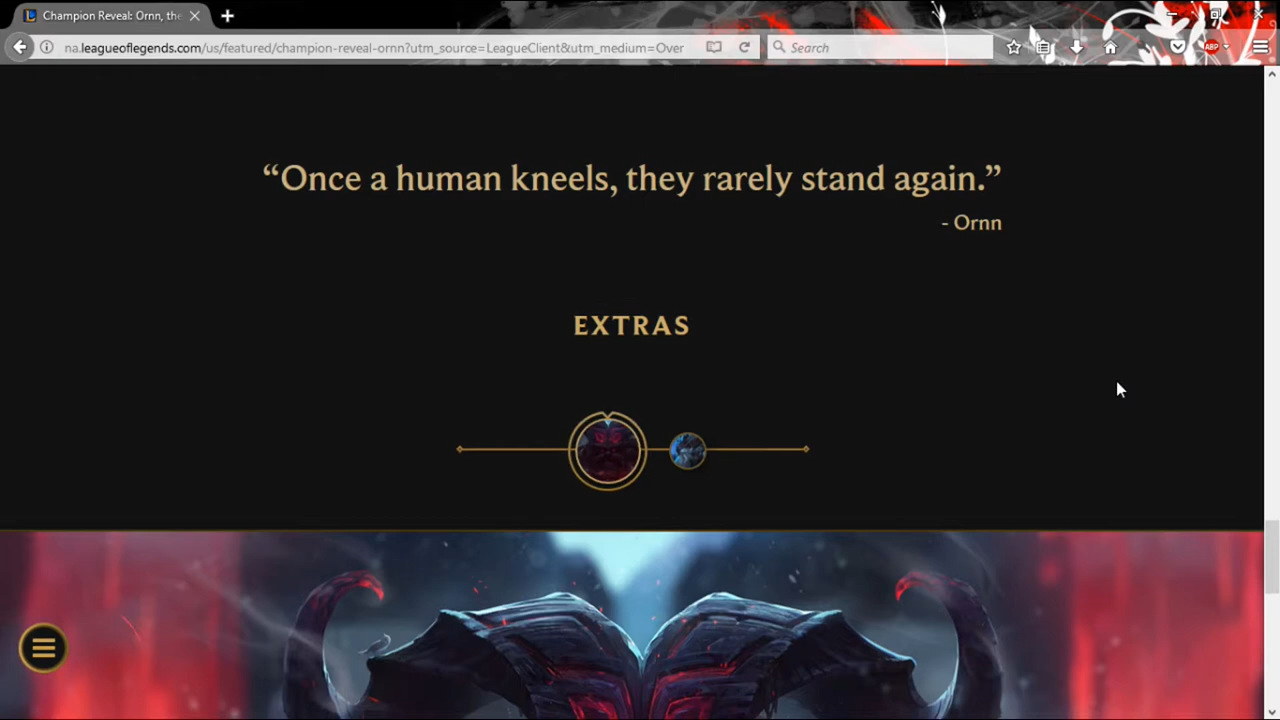 Champion Reveal: Ornn, the
na.leagueoflegends.com/us/featured/champion-reveal-ornn?utm_source=LeagueClient&utm_medium=Over
Search
ABP
“Once a human kneels, they rarely stand again.”
- Ornn
EXTRAS